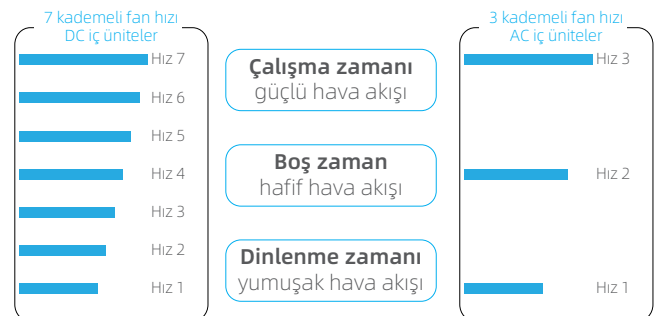 7 kademeli fan hızı
DC iç üniteler
Hız 7
Hız 6
Hız 5
Hız 4
Hız 3
Hız 2
Hız 1
Çalışma zamanı
güçlü hava akışı
Boş zaman
hafif hava akışı
Dinlenme zamanı
yumuşak hava akışı
3 kademeli fan hızı
AC iç üniteler
Hız 3
Hız 2
Hız 1